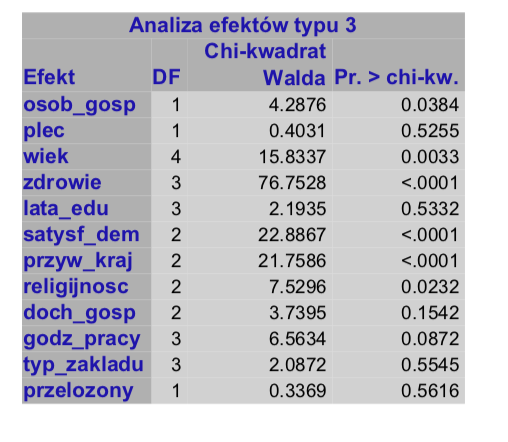 Analiza efektów typu 3
Chi-kwadrat
Efekt DF Walda Pr. > chi-kw.
osob_gosp 1 4.2876 0.0384
plec 1 0.4031 0.5255
wiek 4 15.8337 0.0033
zdrowie 3 76.7528 <.0001
lata_edu 3 2.1935 0.5332
satysf_dem 2 22.8867 <.0001
przyw_kraj 2 21.7586 <.0001
religijnosc 2 7.5296 0.0232
doch_gosp 2 3.7395 0.1542
godz_pracy 3 6.5634 0.0872
typ_zakladu 3 2.0872 0.5545
przelozony 1 0.3369 0.5616